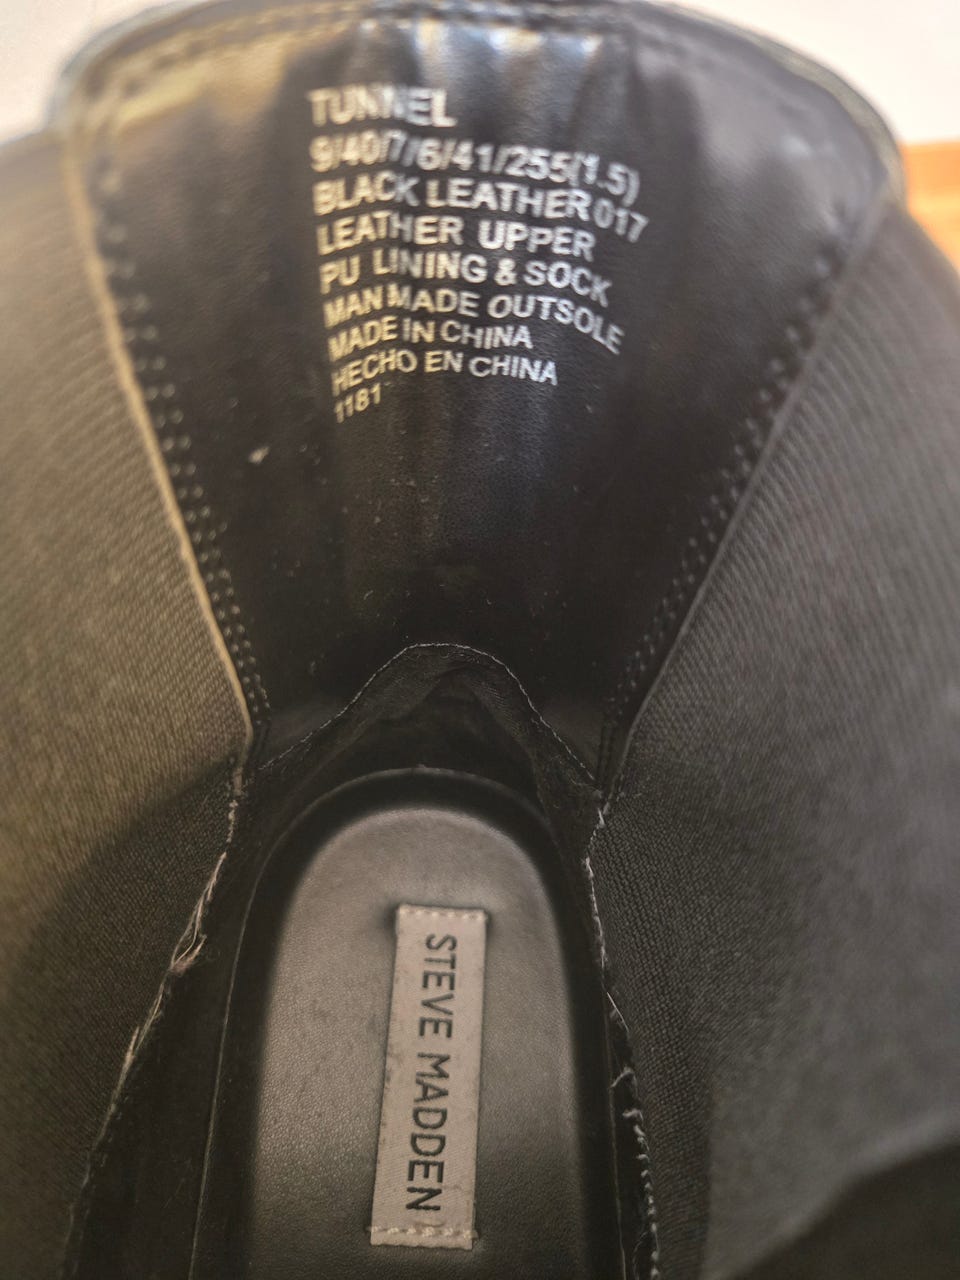 TUNNEL
9/40/7/6/41/255(1.5)
BLACK LEATHER 017
LEATHER UPPER
PU LINING & SOCK
MAN MADE OUTSOLE
MADE IN CHINA
HECHO EN CHINA
1181
STEVE MADDEN